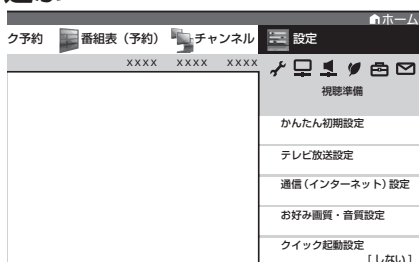 ホーム
ク予約 番組表（予約） チャンネル 設定
xxxx xxxx xxxx
視聴準備
かんたん初期設定
テレビ放送設定
通信（インターネット）設定
お好み画質・音質設定
クイック起動設定
［しない］